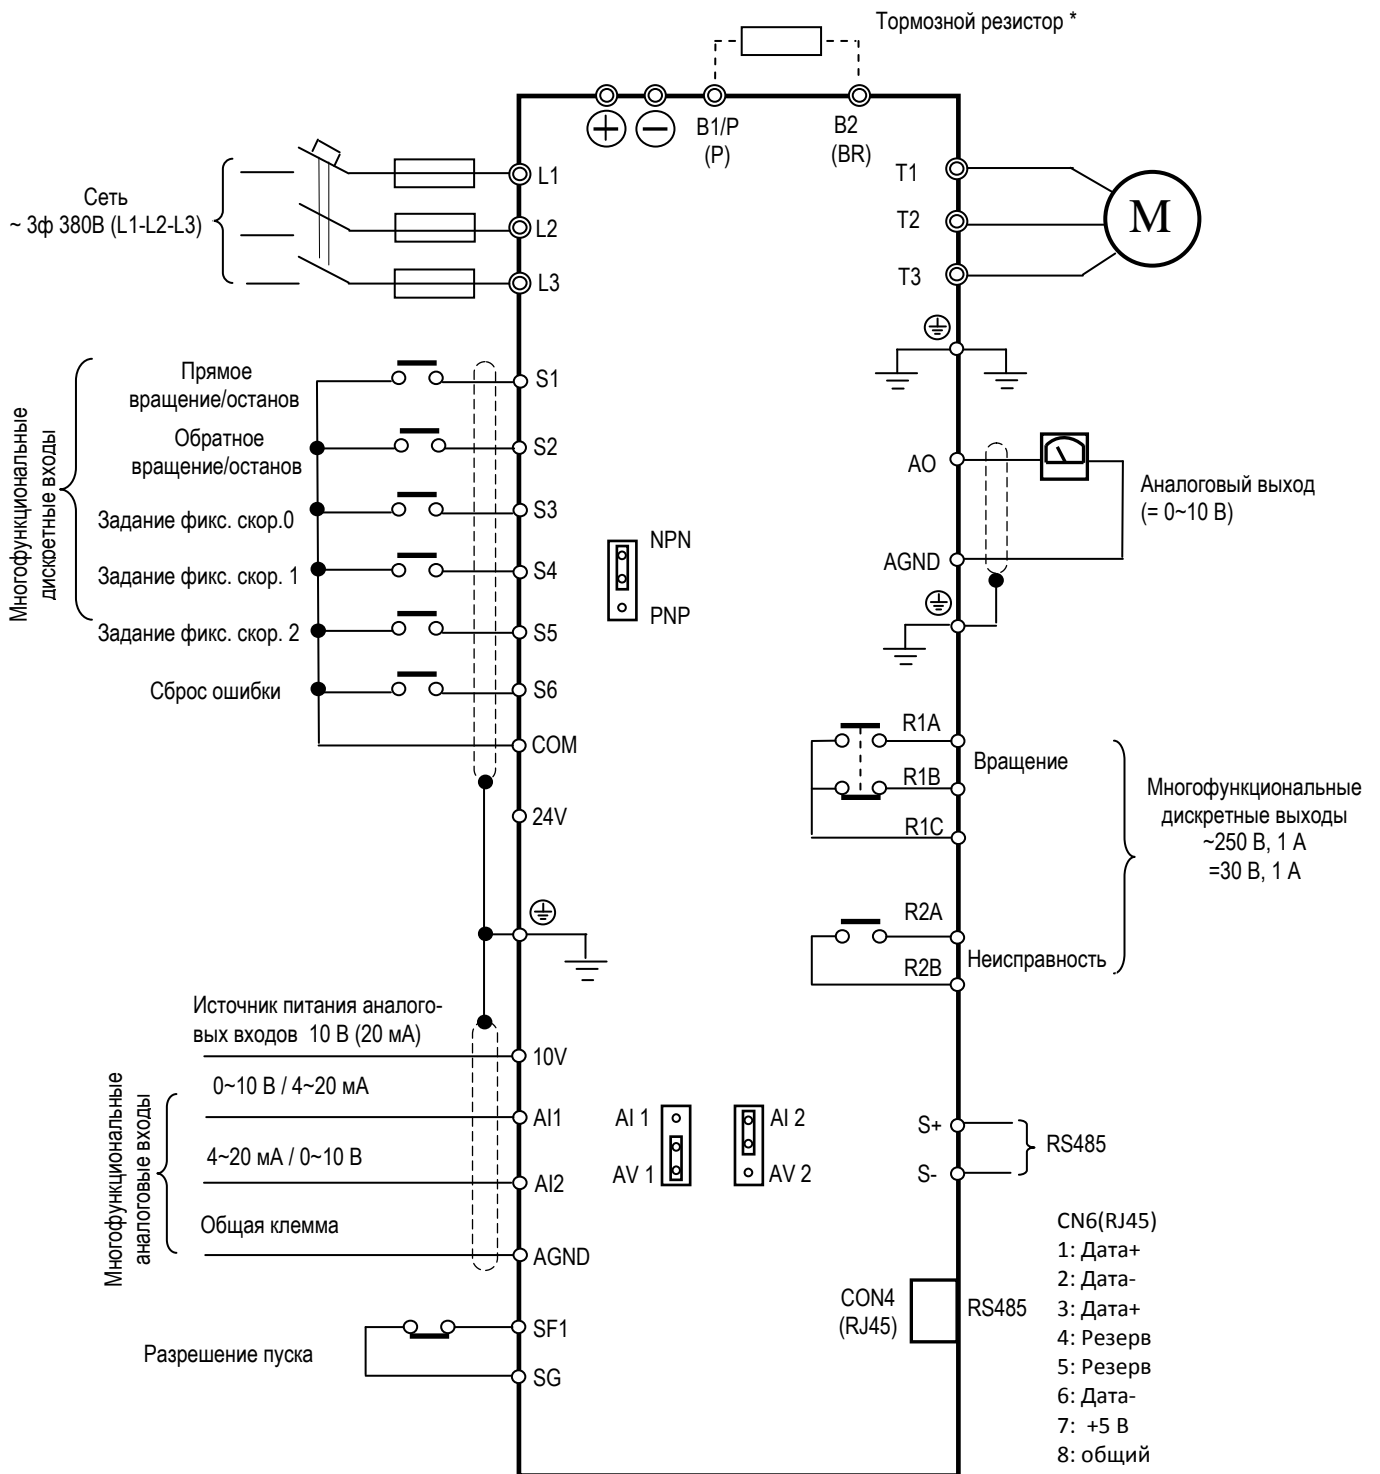 Тормозной резистор *
B1/P
(P)
B2
(BR)
Сеть
~ 3ф 380В (L1-L2-L3)
L1
L2
L3
T1
T2
T3
M
Многофункциональные
дискретные входы
Прямое
вращение/останов
S1
Обратное
вращение/останов
S2
Задание фикс. скор.0
S3
Задание фикс. скор. 1
S4
Задание фикс. скор. 2
S5
Сброс ошибки
S6
COM
24V
NPN
PNP
AO
AGND
Аналоговый выход
(= 0~10 В)
R1A
R1B
R1C
Вращение
R2A
R2B
Неисправность
Многофункциональные
дискретные выходы
~250 В, 1 А
=30 В, 1 А
Источник питания аналого-
вых входов 10 В (20 мА)
10V
Многофункциональные
аналоговые входы
0~10 В / 4~20 мА
AI1
4~20 мА / 0~10 В
AI2
Общая клемма
AGND
AI 1
AV 1
AI 2
AV 2
S+
S-
RS485
Разрешение пуска
SF1
SG
CON4
(RJ45)
RS485
CN6(RJ45)
1: Дата+
2: Дата-
3: Дата+
4: Резерв
5: Резерв
6: Дата-
7: +5 В
8: общий